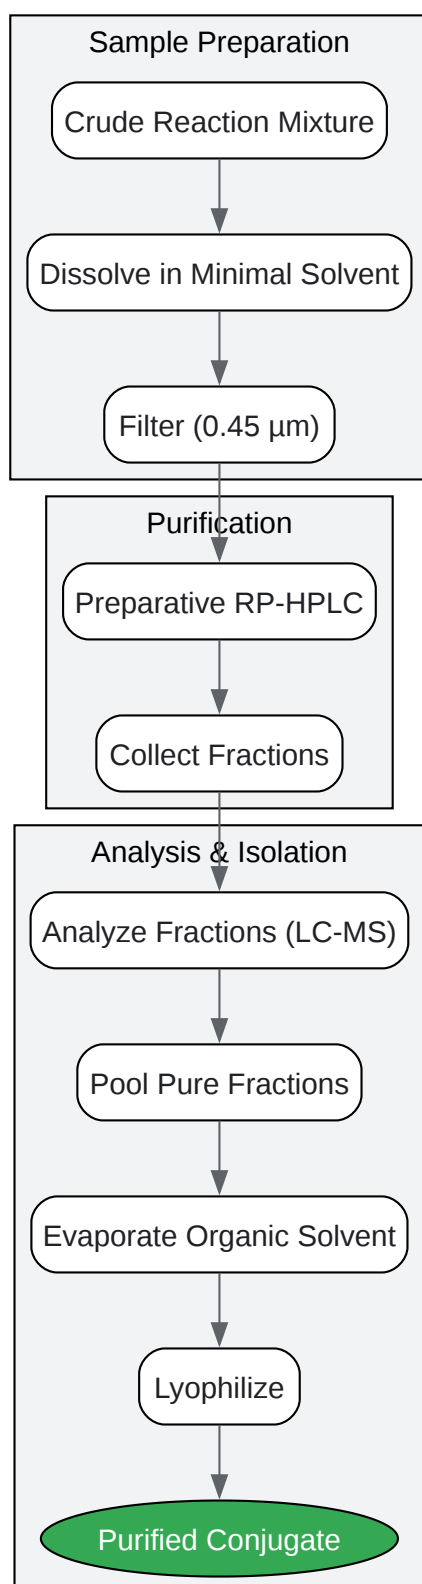 Sample Preparation
Crude Reaction Mixture
Dissolve in Minimal Solvent
Filter (0.45 µm)
Purification
Preparative RP-HPLC
Collect Fractions
Analysis & Isolation
Analyze Fractions (LC-MS)
Pool Pure Fractions
Evaporate Organic Solvent
Lyophilize
Purified Conjugate